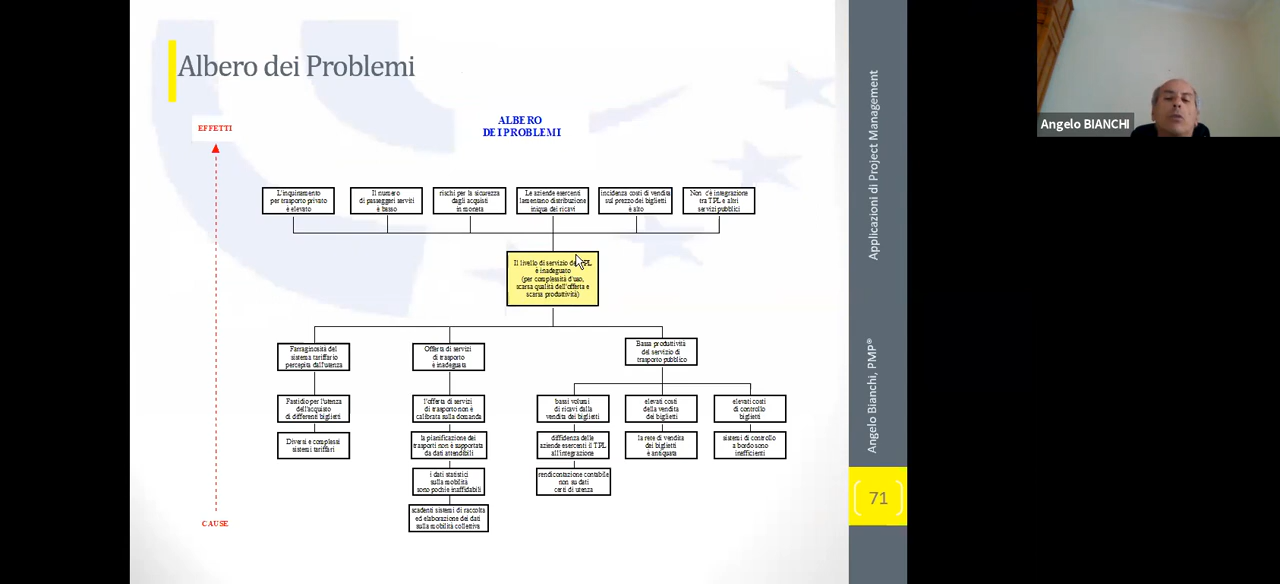 Albero dei Problemi
ALBERO
DEI PROBLEMI
EFFETTI
L'inquinamento
per trasporto privato
è elevato
Il numero
di passeggeri serviti
è basso
rischi per la sicurezza
dagli acquisti
in moneta
Le aziende esercenti
lamentano distribuzione
iniqua dei ricavi
incidenza costi di vendita
sul prezzo dei biglietti
è alto
Non c'è integrazione
tra TPL e altri
servizi pubblici
Il livello di servizio del TPL
è inadeguato
(per complessità d'uso,
scarsa qualità dell'offerta e
scarsa produttività)
Farraginosità del
sistema tariffario
percepita dall'utenza
Offerta di servizi
di trasporto
è inadeguata
Bassa produttività
del servizio di
trasporto pubblico
Fastidio per l'utenza
dell'acquisto
di differenti biglietti
l'offerta di servizi
di trasporto non è
calibrata sulla domanda
bassi volumi
di ricavi dalla
vendita dei biglietti
elevati costi
della vendita
dei biglietti
elevati costi
di controllo
biglietti
Diversi e complessi
sistemi tariffari
la pianificazione dei
trasporti non è supportata
da dati attendibili
diffidenza delle
aziende esercenti il TPL
all'integrazione
la rete di vendita
dei biglietti
è antiquata
sistemi di controllo
a bordo sono
inefficienti
i dati statistici
sulla mobilità
sono pochi e inaffidabili
rendicontazione contabile
non su dati
certi di utenza
scadenti sistemi di raccolta
ed elaborazione dei dati
sulla mobilità collettiva
CAUSE
Applicazioni di Project Management
Angelo Bianchi, PMP®
71
Angelo BIANCHI